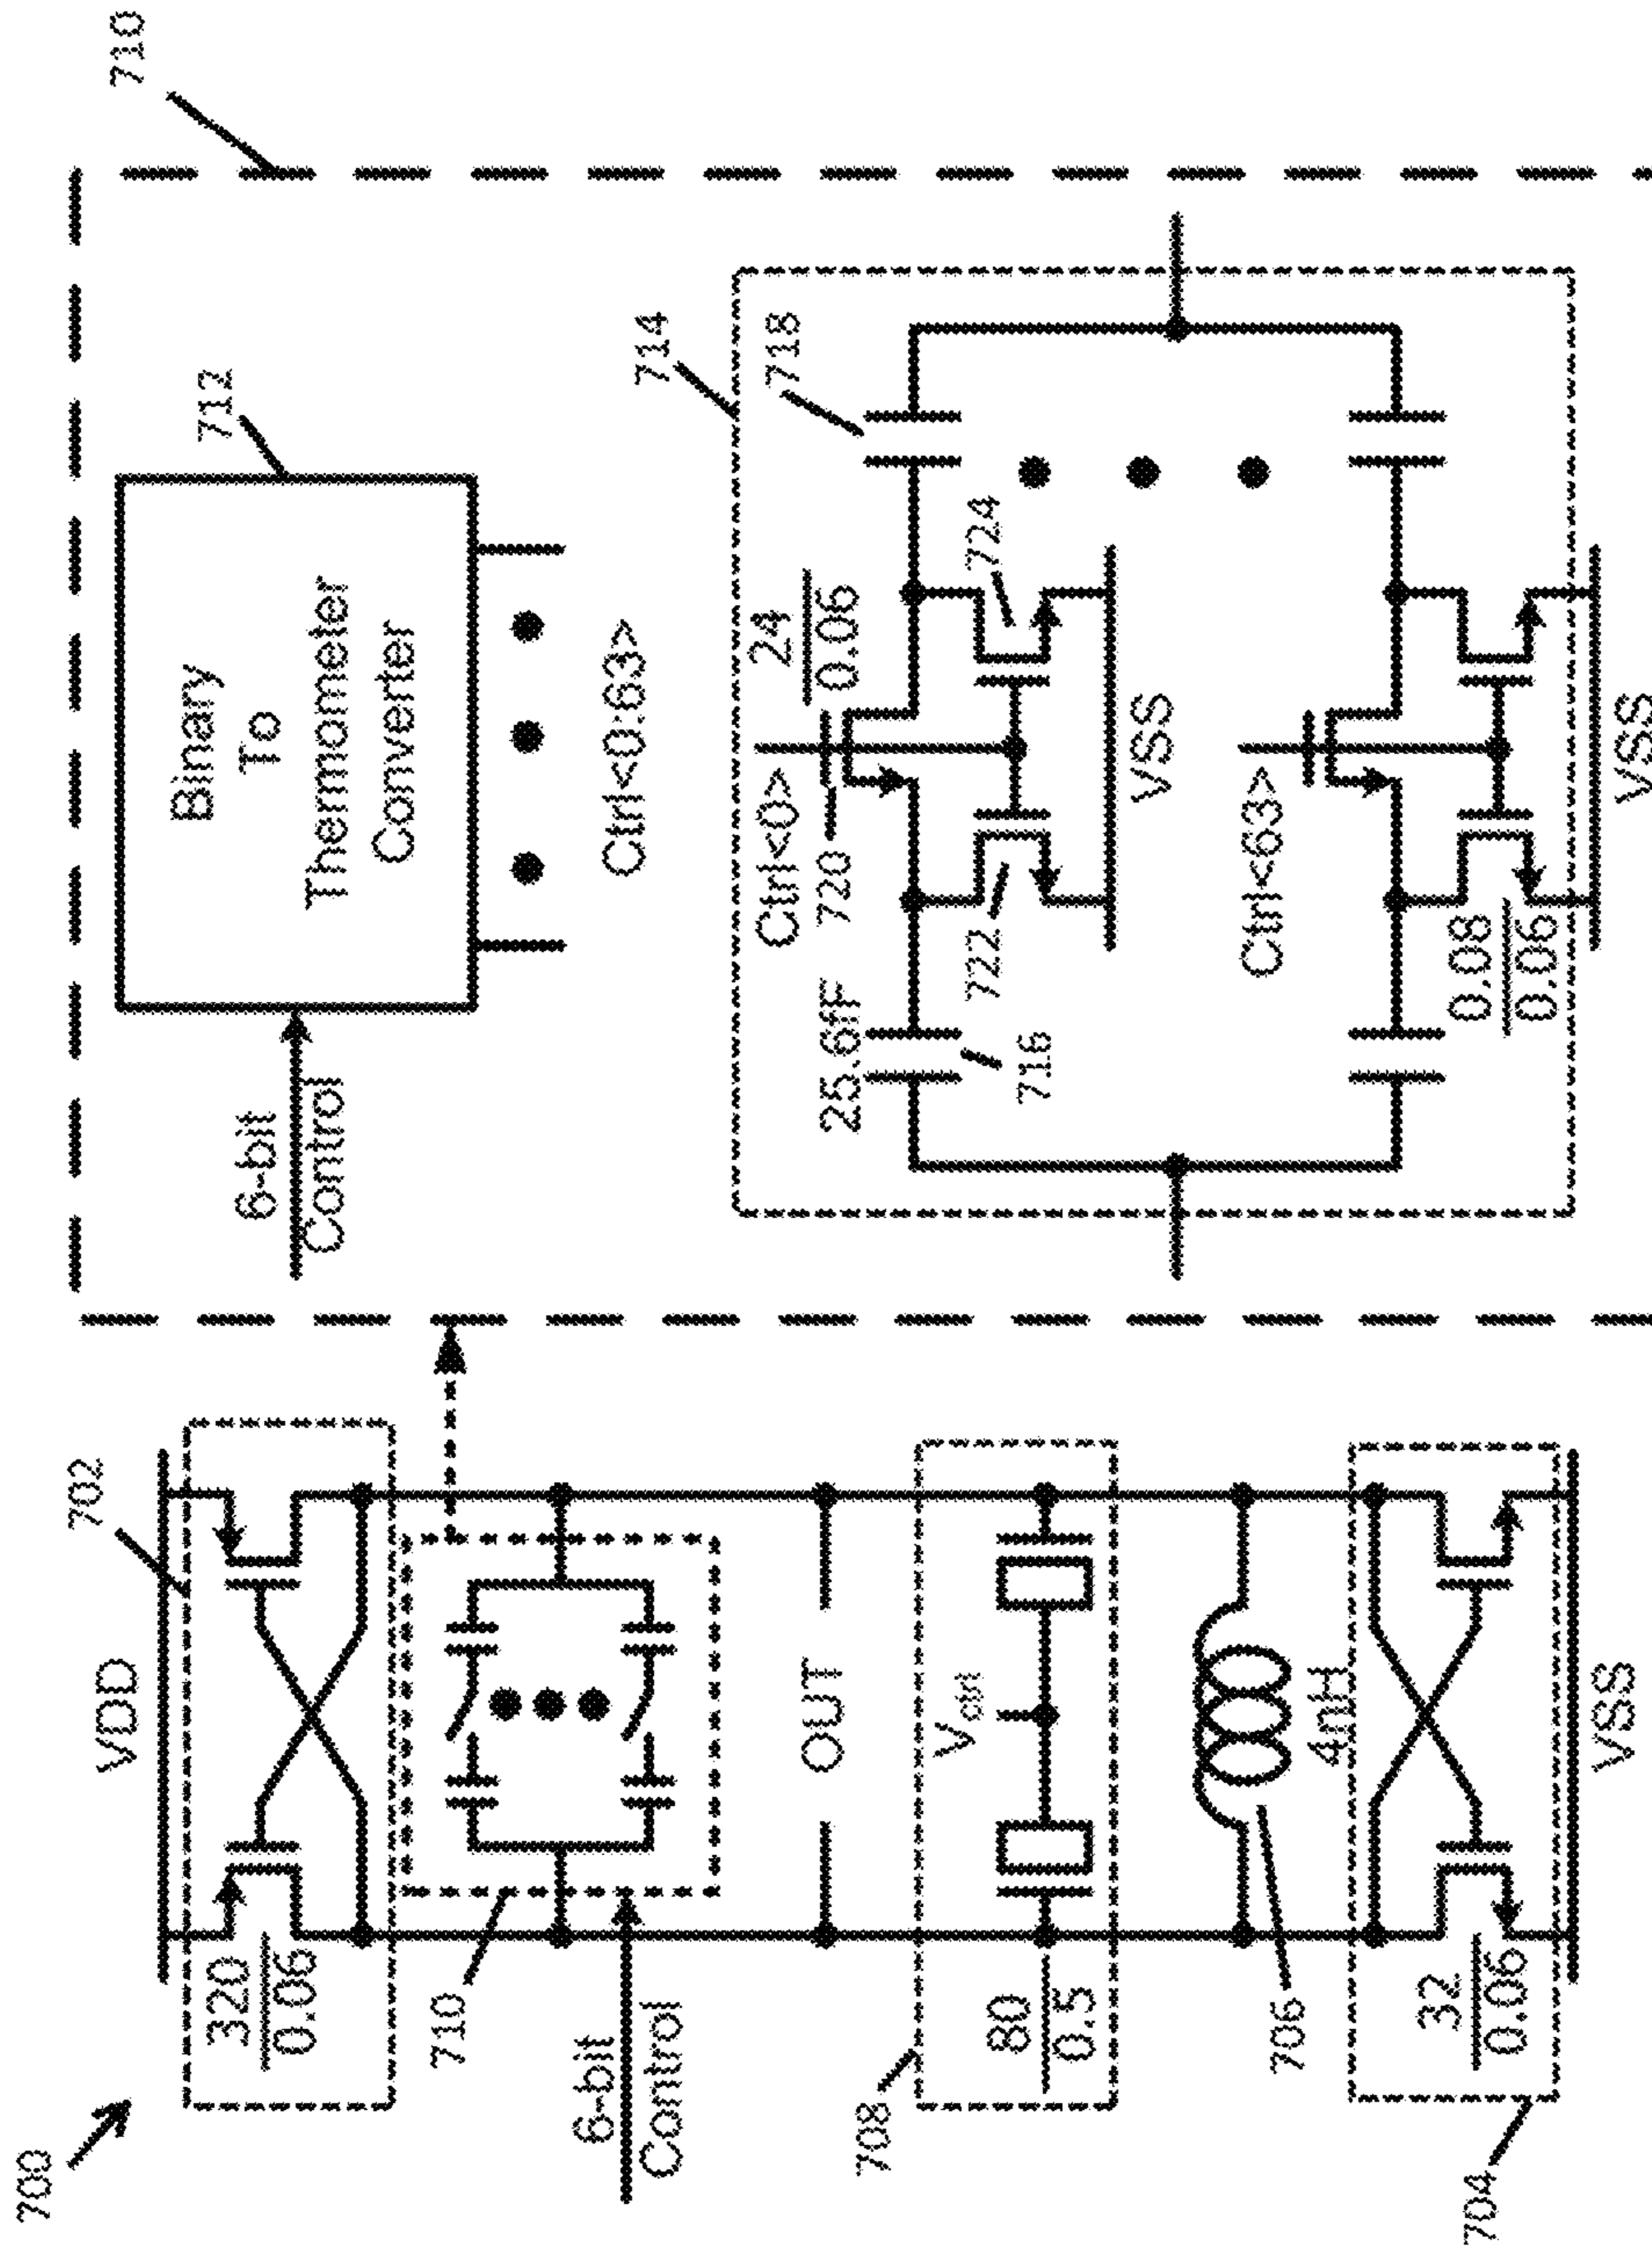 700
VDD
702
320
0.06
710
6-bit
Control
OUT
708
Vctrl
80
0.5
706
4nH
704
32
0.06
VSS
710
6-bit
Control
Binary
To
Thermometer
Converter
712
Ctrl<0:63>
714
Ctrl<0>
24
0.06
25.6fF
720
718
716
722
724
VSS
Ctrl<63>
0.08
0.06
VSS